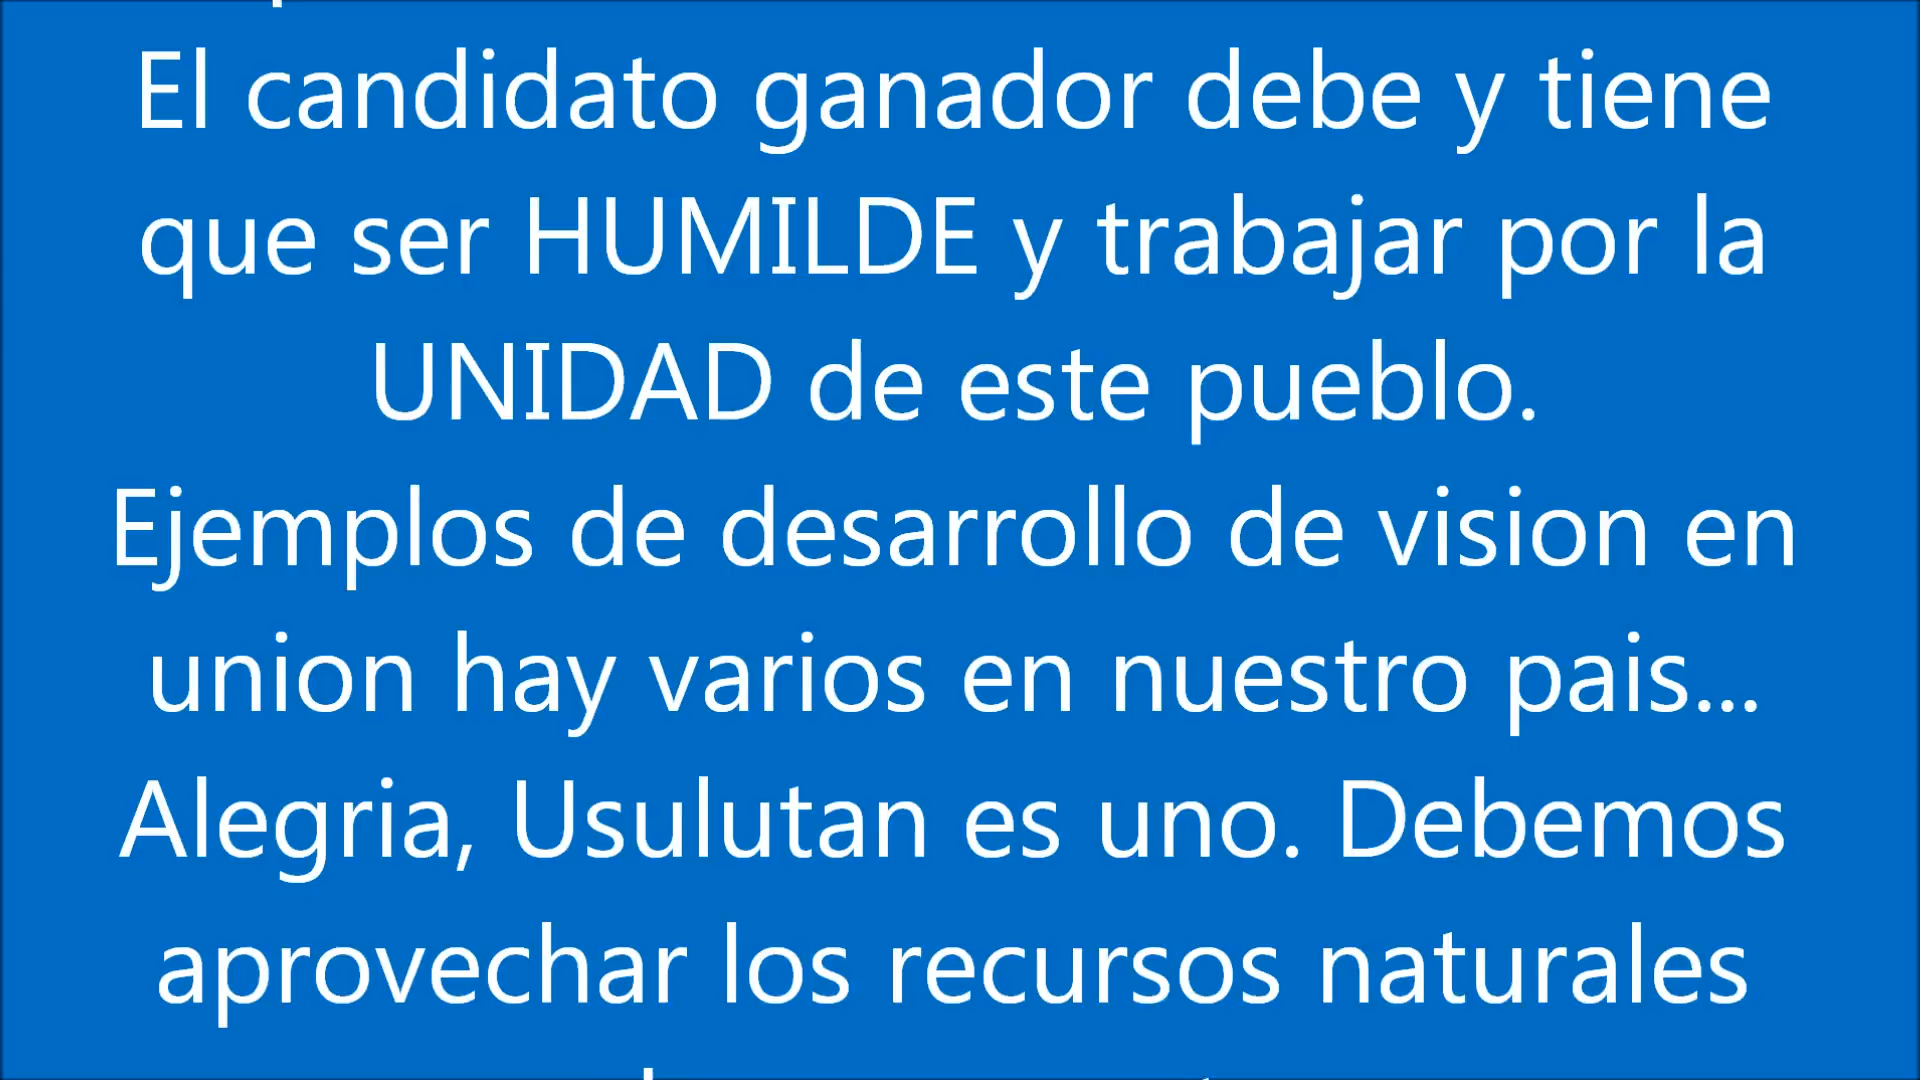 El candidato ganador debe y tiene
que ser HUMILDE y trabajar por la
UNIDAD de este pueblo.
Ejemplos de desarrollo de vision en
union hay varios en nuestro pais...
Alegria, Usulutan es uno. Debemos
aprovechar los recursos naturales